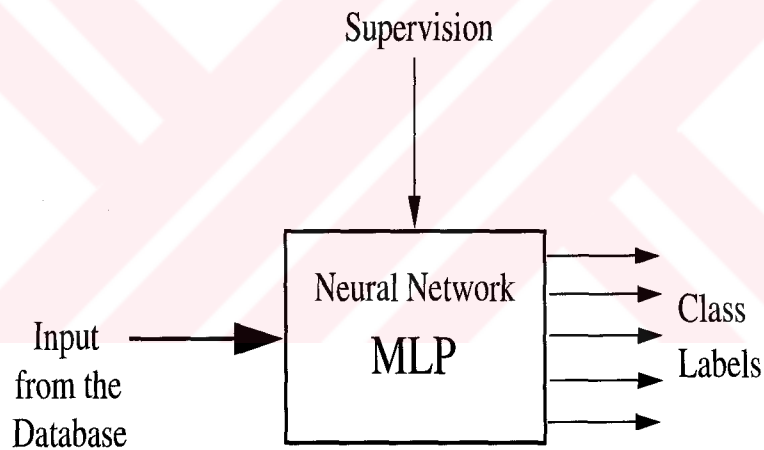 Supervision
Neural Network
MLP
Input
from the
Database
Class
Labels